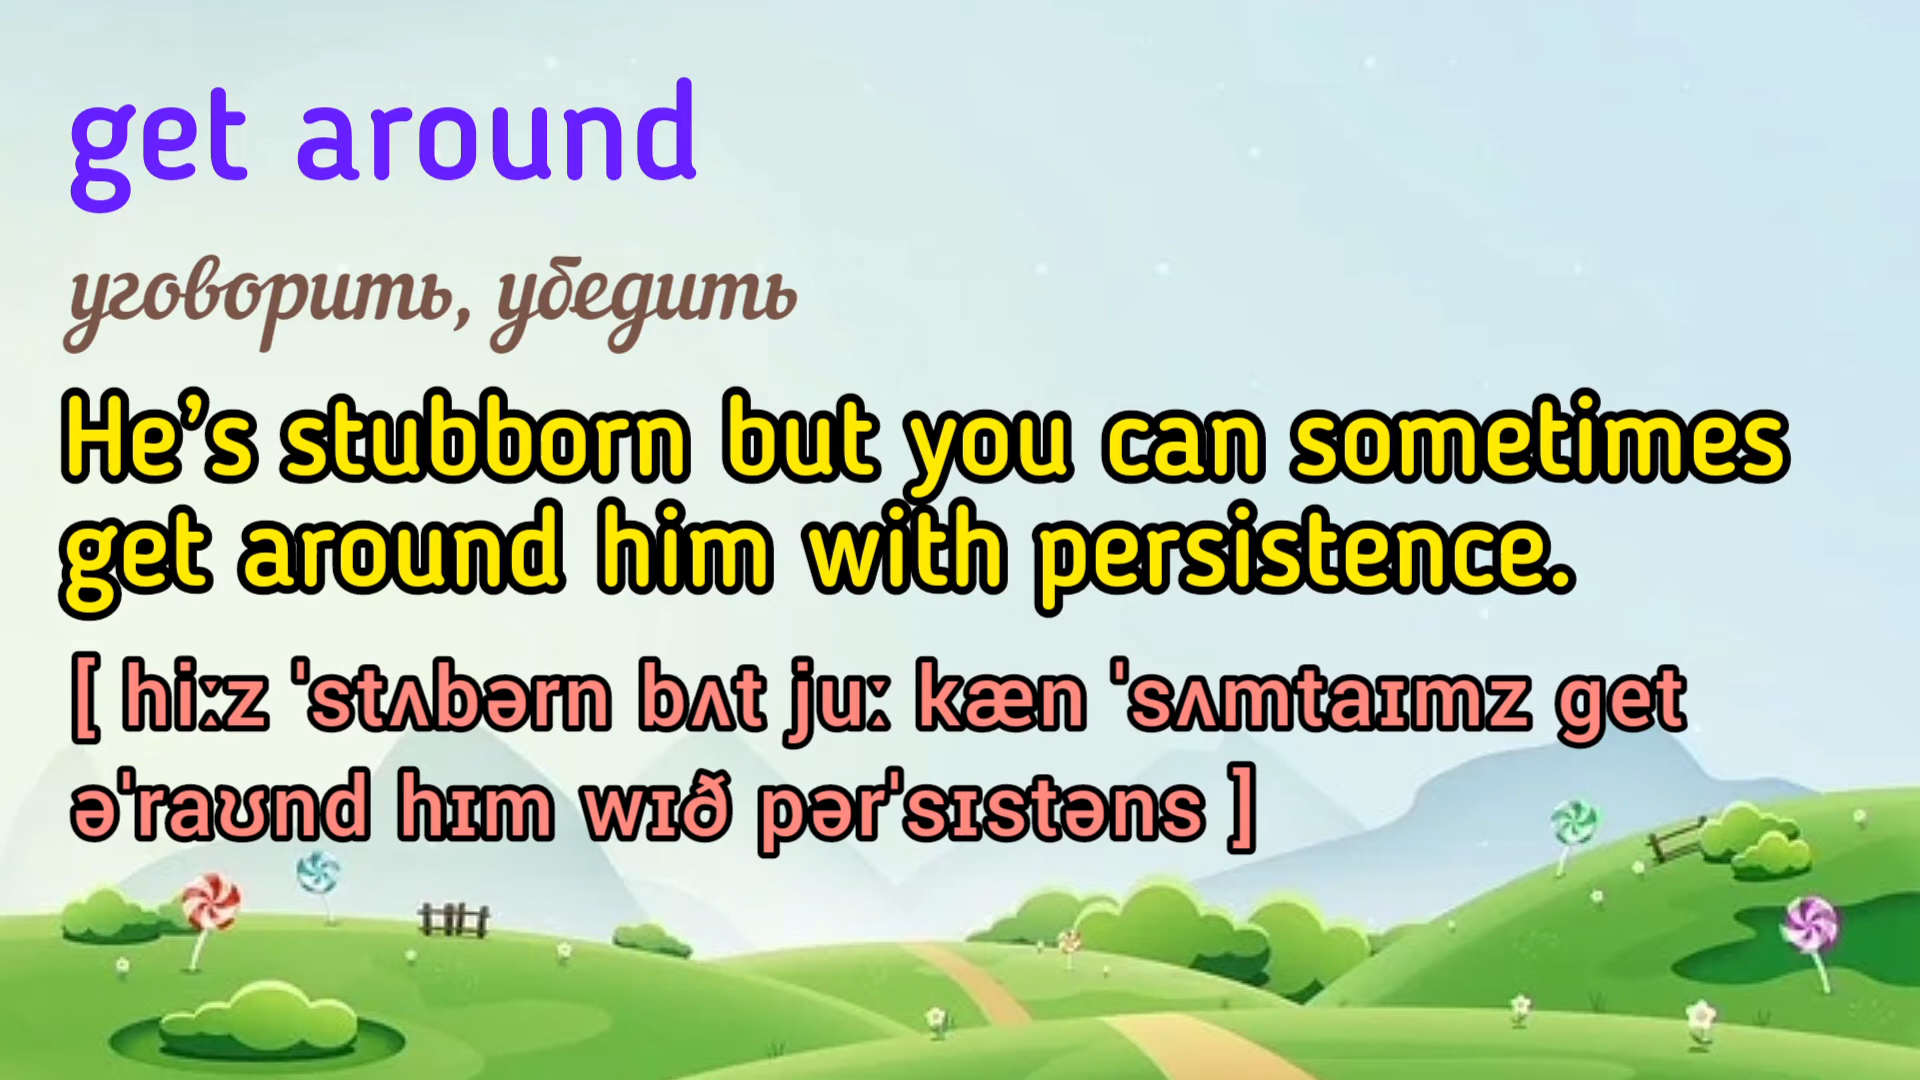 get around
уговорить, убедить
He’s stubborn but you can sometimes
get around him with persistence.
[ hiːz ˈstʌbərn bʌt juː kæn ˈsʌmtaɪmz get
əˈraʊnd hɪm wɪð pərˈsɪstəns ]